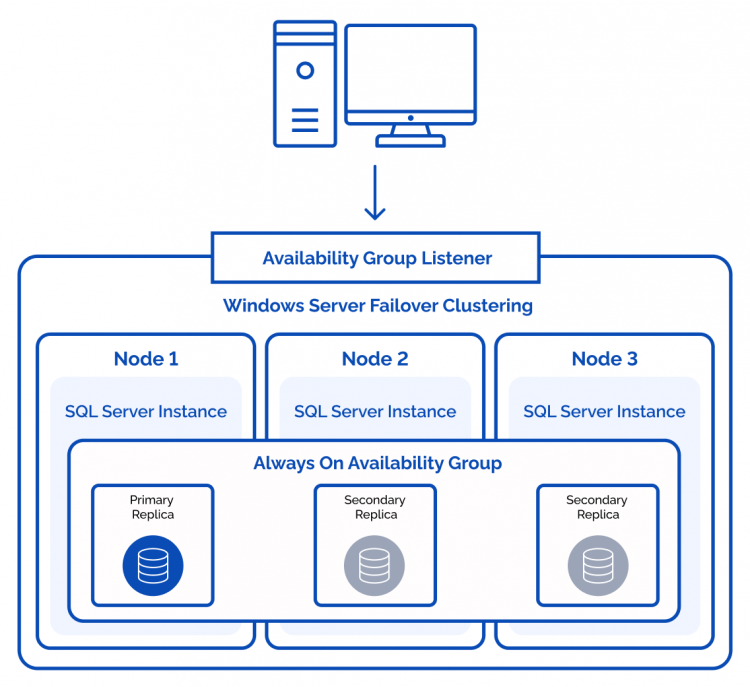 Availability Group Listener
Windows Server Failover Clustering
Node 1
Node 2
Node 3
SQL Server Instance
SQL Server Instance
SQL Server Instance
Always On Availability Group
Primary
Replica
Secondary
Replica
Secondary
Replica